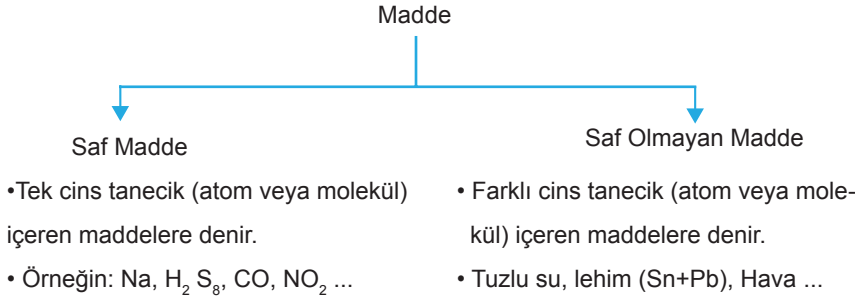 Madde
Saf Madde
•Tek cins tanecik (atom veya molekül)
içeren maddelere denir.
• Örneğin: Na, H₂ S₈, CO, NO₂ ...
Saf Olmayan Madde
• Farklı cins tanecik (atom veya mole-
kül) içeren maddelere denir.
• Tuzlu su, lehim (Sn+Pb), Hava ...